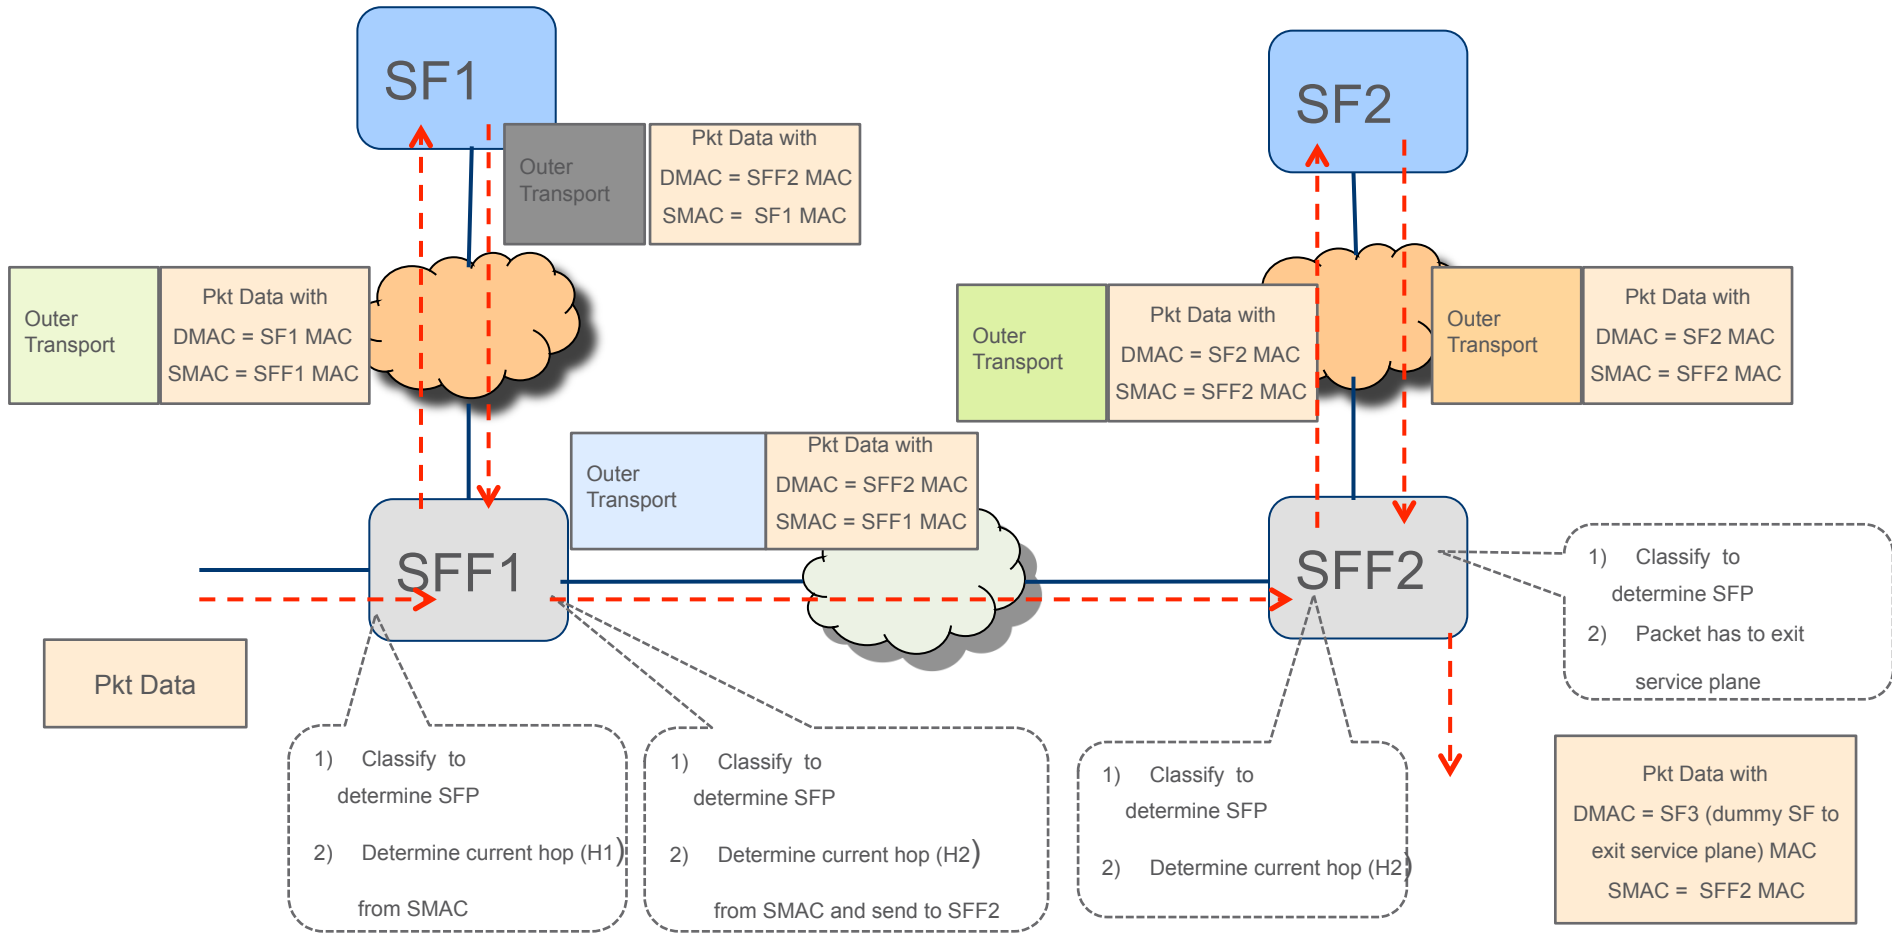 SF1
SF2
Outer
Transport
Pkt Data with
DMAC = SFF2 MAC
SMAC =  SF1 MAC
Outer
Transport
Pkt Data with
DMAC = SF1 MAC
SMAC = SFF1 MAC
Outer
Transport
Pkt Data with
DMAC = SF2 MAC
SMAC = SFF2 MAC
Outer
Transport
Pkt Data with
DMAC = SF2 MAC
SMAC = SFF2 MAC
Outer
Transport
Pkt Data with
DMAC = SFF2 MAC
SMAC = SFF1 MAC
SFF1
SFF2
1) Classify to
determine SFP
2) Packet has to exit
service plane
Pkt Data
1) Classify to
determine SFP
2) Determine current hop (H1)
from SMAC
1) Classify to
determine SFP
2) Determine current hop (H2)
from SMAC and send to SFF2
1) Classify to
determine SFP
2) Determine current hop (H2)
Pkt Data with
DMAC = SF3 (dummy SF to
exit service plane) MAC
SMAC =  SFF2 MAC